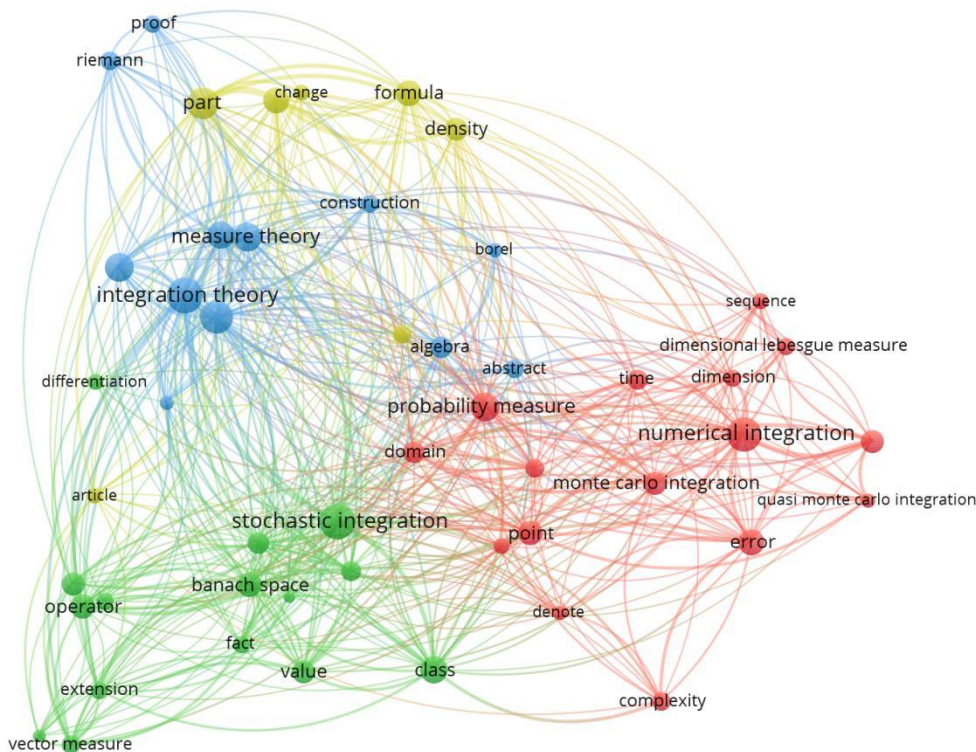 proof
riemann
part
change
formula
density
construction
measure theory
borel
integration theory
sequence
algebra
dimensional lebesgue measure
abstract
differentiation
time
dimension
probability measure
numerical integration
domain
monte carlo integration
article
quasi monte carlo integration
stochastic integration
point
error
banach space
operator
denote
fact
value
class
extension
complexity
vector measure